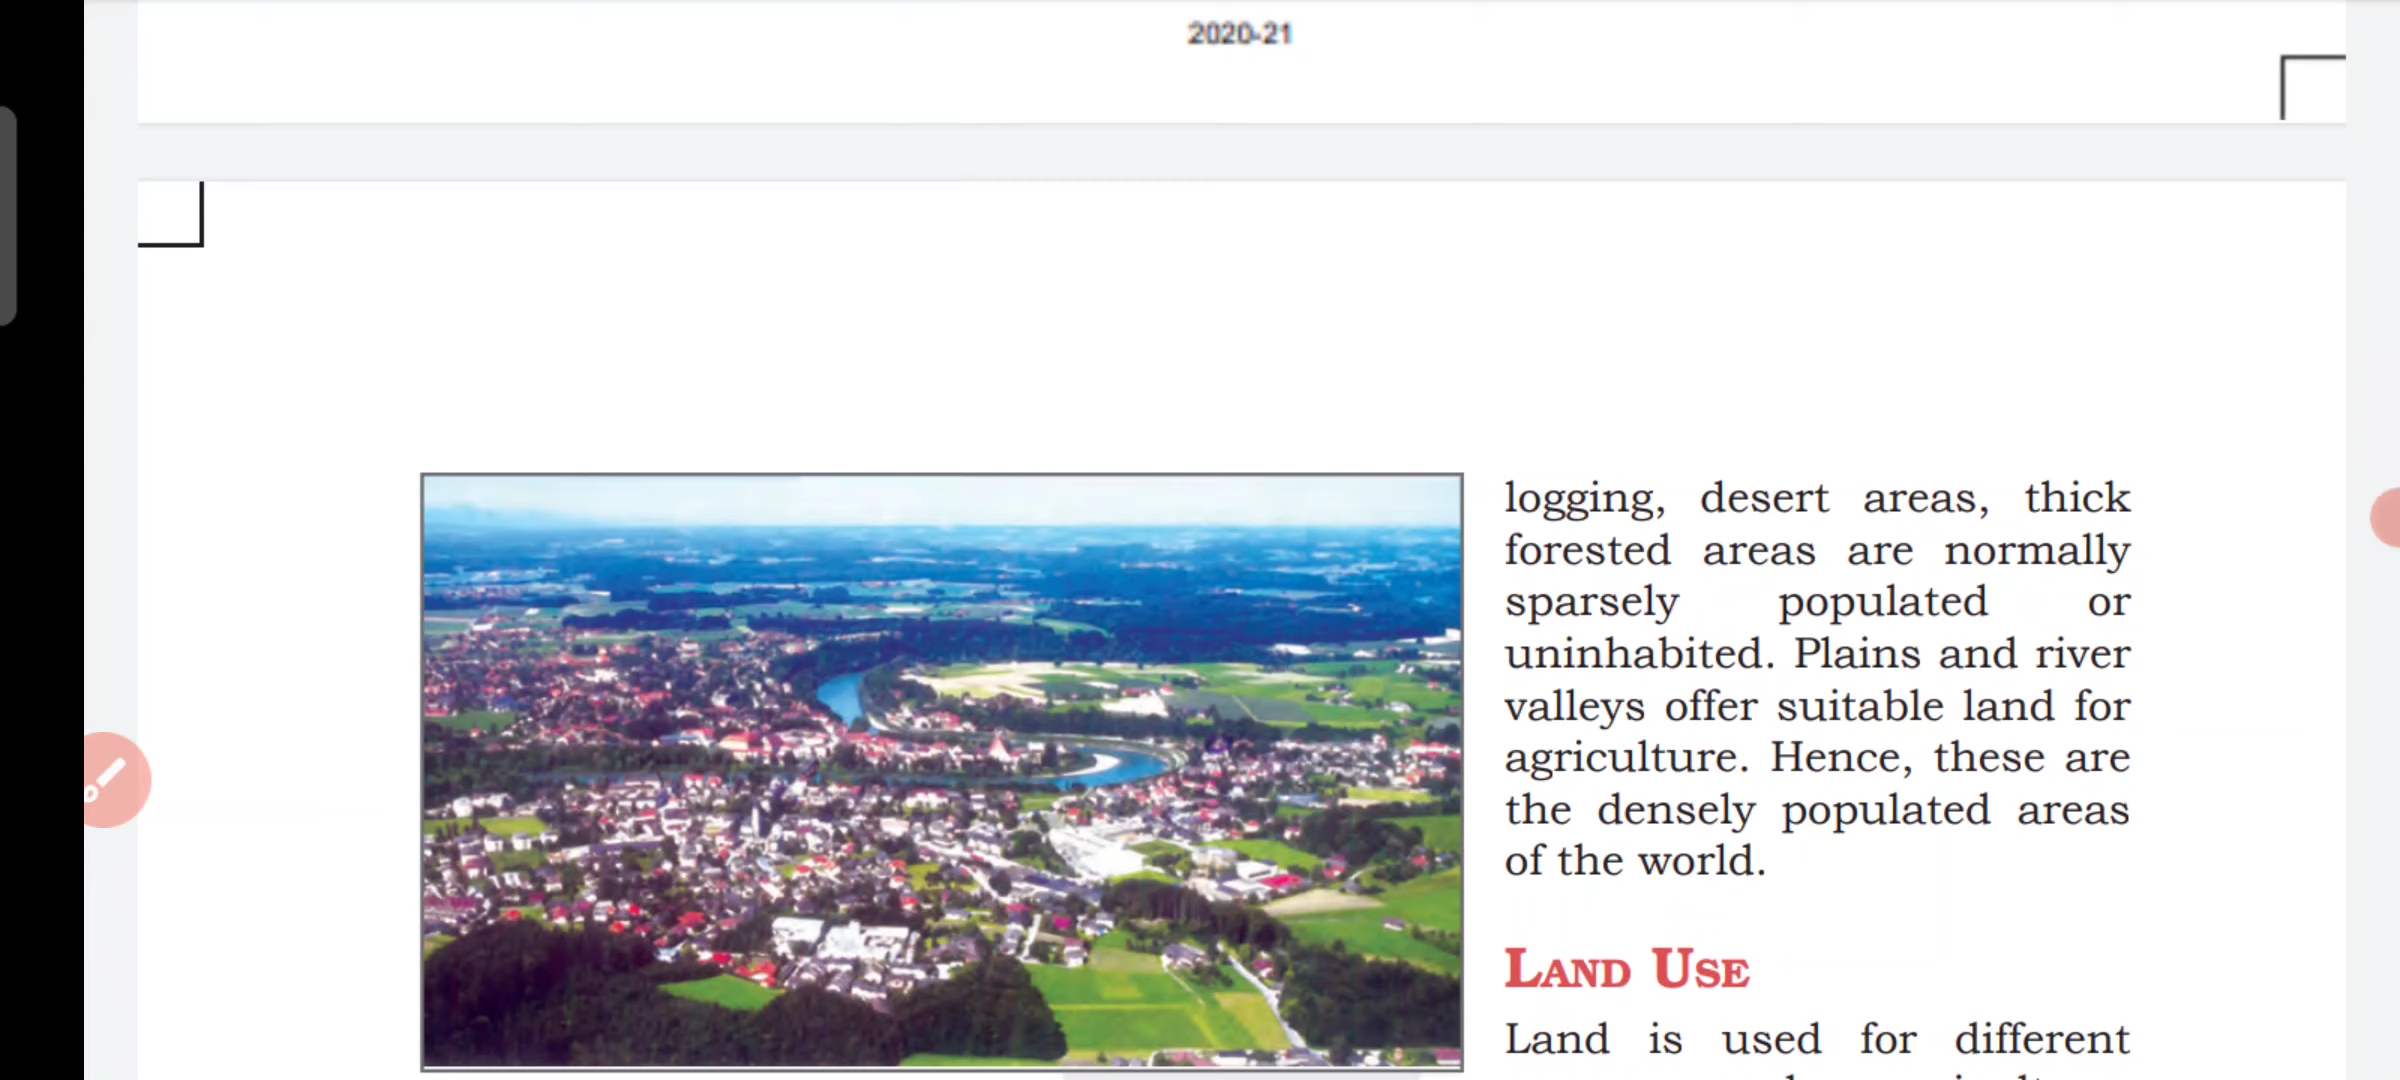 2020-21
logging, desert areas, thick
forested areas are normally
sparsely populated or
uninhabited. Plains and river
valleys offer suitable land for
agriculture. Hence, these are
the densely populated areas
of the world.
LAND USE
Land is used for different